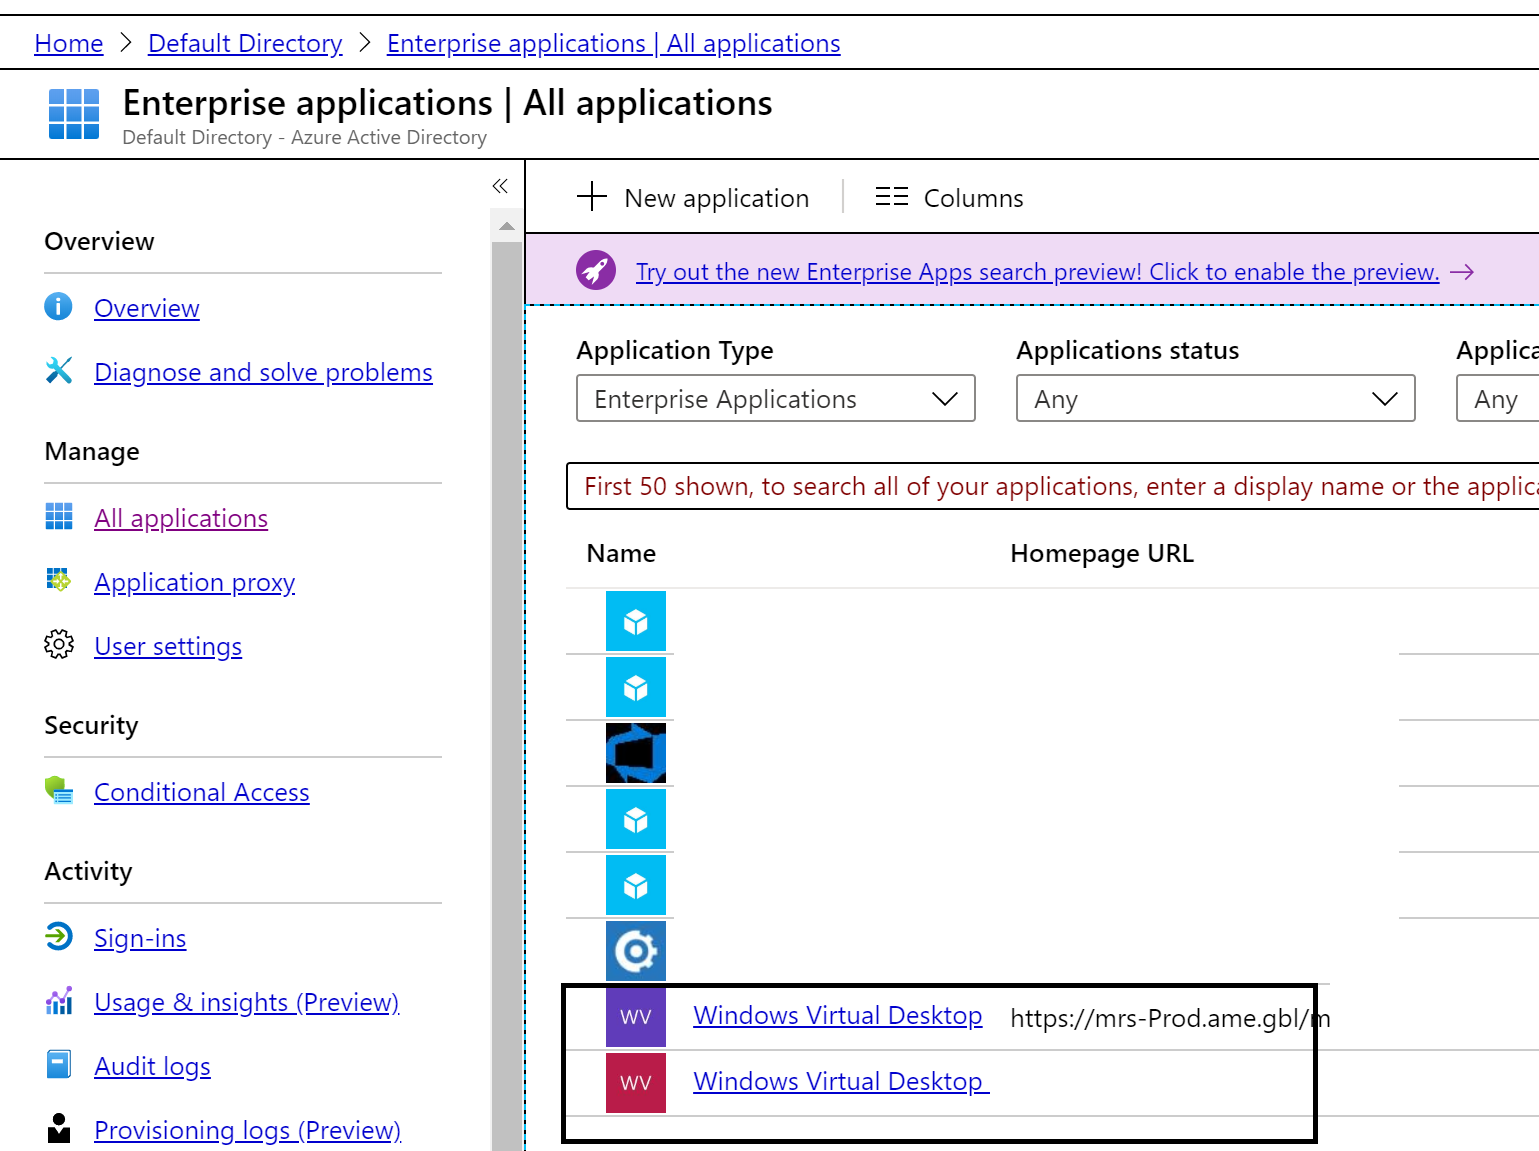 Home > Default Directory > Enterprise applications | All applications
Enterprise applications | All applications
Default Directory - Azure Active Directory
«
Overview
Overview
Diagnose and solve problems
Manage
All applications
Application proxy
User settings
Security
Conditional Access
Activity
Sign-ins
Usage & insights (Preview)
Audit logs
Provisioning logs (Preview)
New application
Columns
Try out the new Enterprise Apps search preview! Click to enable the preview. →
Application Type
Applications status
Applica
Enterprise Applications
Any
Any
First 50 shown, to search all of your applications, enter a display name or the applica
Name
Homepage URL
WV
Windows Virtual Desktop
https://mrs-Prod.ame.gbl/m
WV
Windows Virtual Desktop